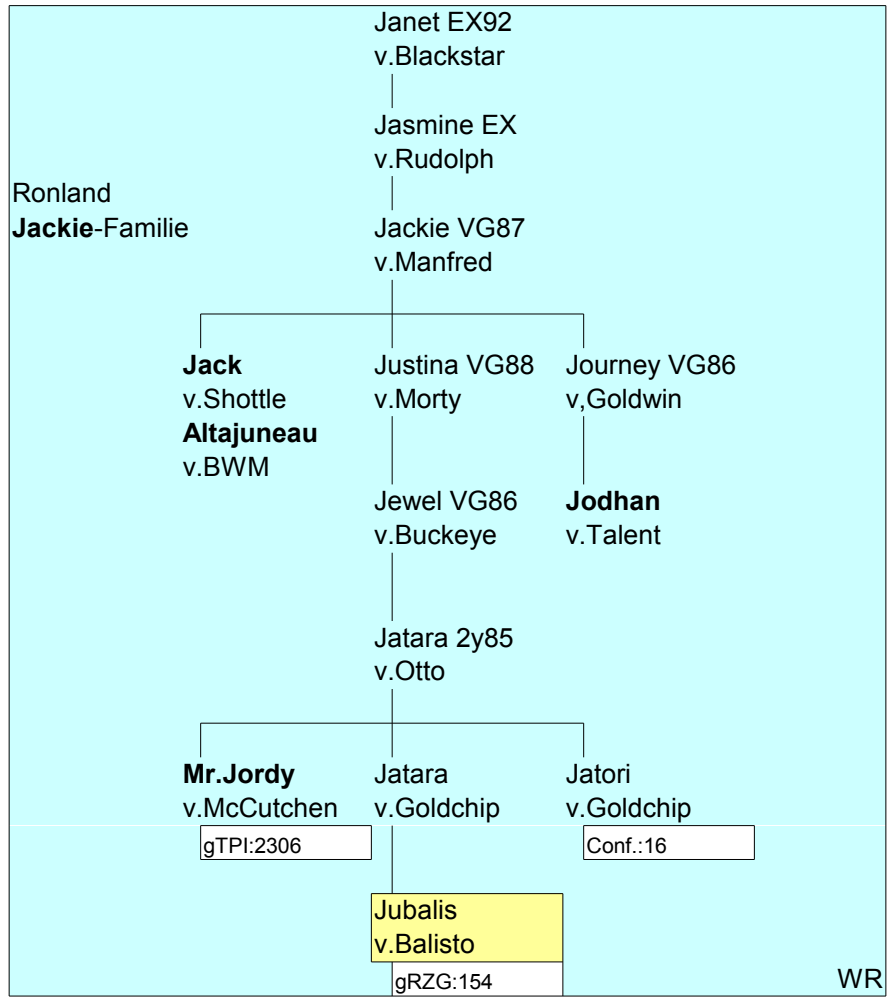 Janet EX92
v.Blackstar
Jasmine EX
v.Rudolph
Ronland
Jackie-Familie
Jackie VG87
v.Manfred
Jack
v.Shottle
Altajuneau
v.BWM
Justina VG88
v.Morty
Journey VG86
v,Goldwin
Jewel VG86
v.Buckeye
Jodhan
v.Talent
Jatara 2y85
v.Otto
Mr.Jordy
v.McCutchen
gTPI:2306
Jatara
v.Goldchip
Jatori
v.Goldchip
Conf.:16
Jubalis
v.Balisto
gRZG:154
WR